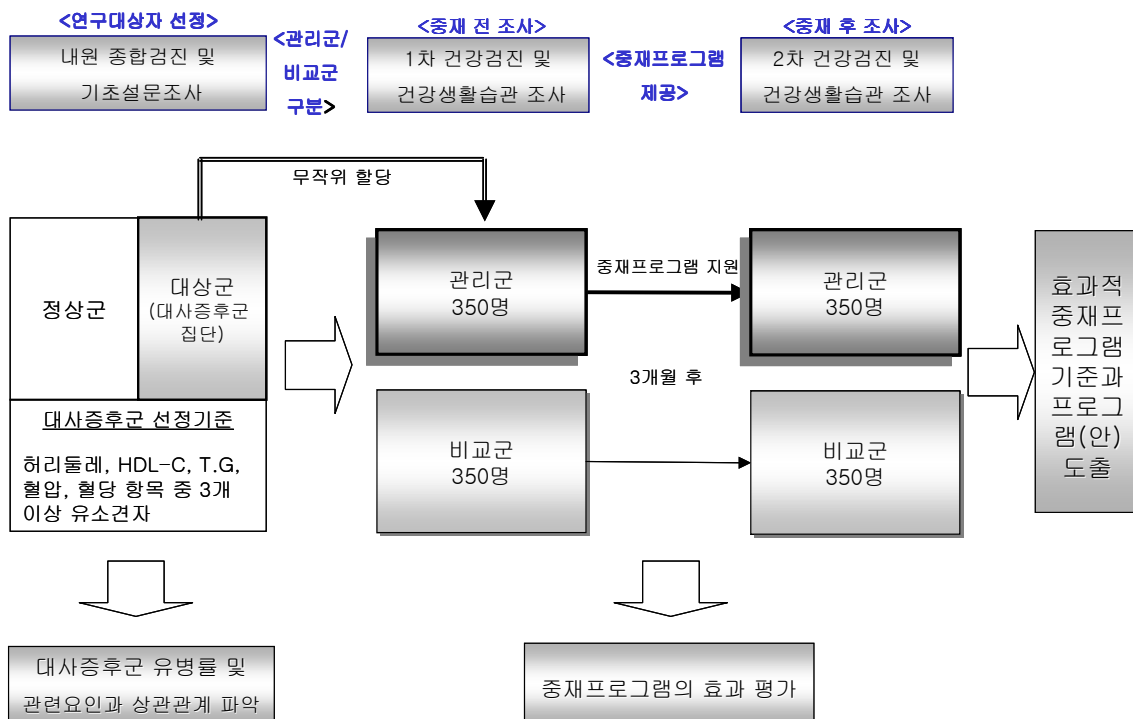 <연구대상자 선정>
내원 종합검진 및
기초설문조사
<관리군/
비교군
구분>
<중재 전 조사>
1차 건강검진 및
건강생활습관 조사
<중재프로그램
제공>
<중재 후 조사>
2차 건강검진 및
건강생활습관 조사
무작위 할당
정상군
대상군
(대사증후군
집단)
대사증후군 선정기준
허리둘레, HDL-C, T.G,
혈압, 혈당 항목 중 3개
이상 유소견자
관리군
350명
중재프로그램 지원
관리군
350명
3개월 후
비교군
350명
비교군
350명
효과적
중재프
로그램
기준과
프로그
램(안)
도출
대사증후군 유병률 및
관련요인과 상관관계 파악
중재프로그램의 효과 평가